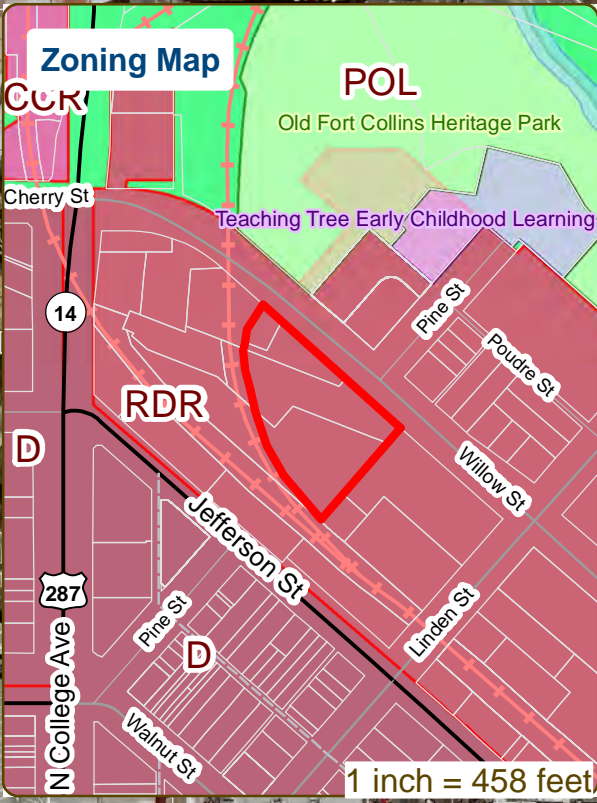 Zoning Map
CCR
POL
Old Fort Collins Heritage Park
Cherry St
Teaching Tree Early Childhood Learning
14
Pine St
Poudre St
RDR
D
Willow St
Jefferson St
287
Pine St
Linden St
D
N College Ave
Walnut St
1 inch = 458 feet